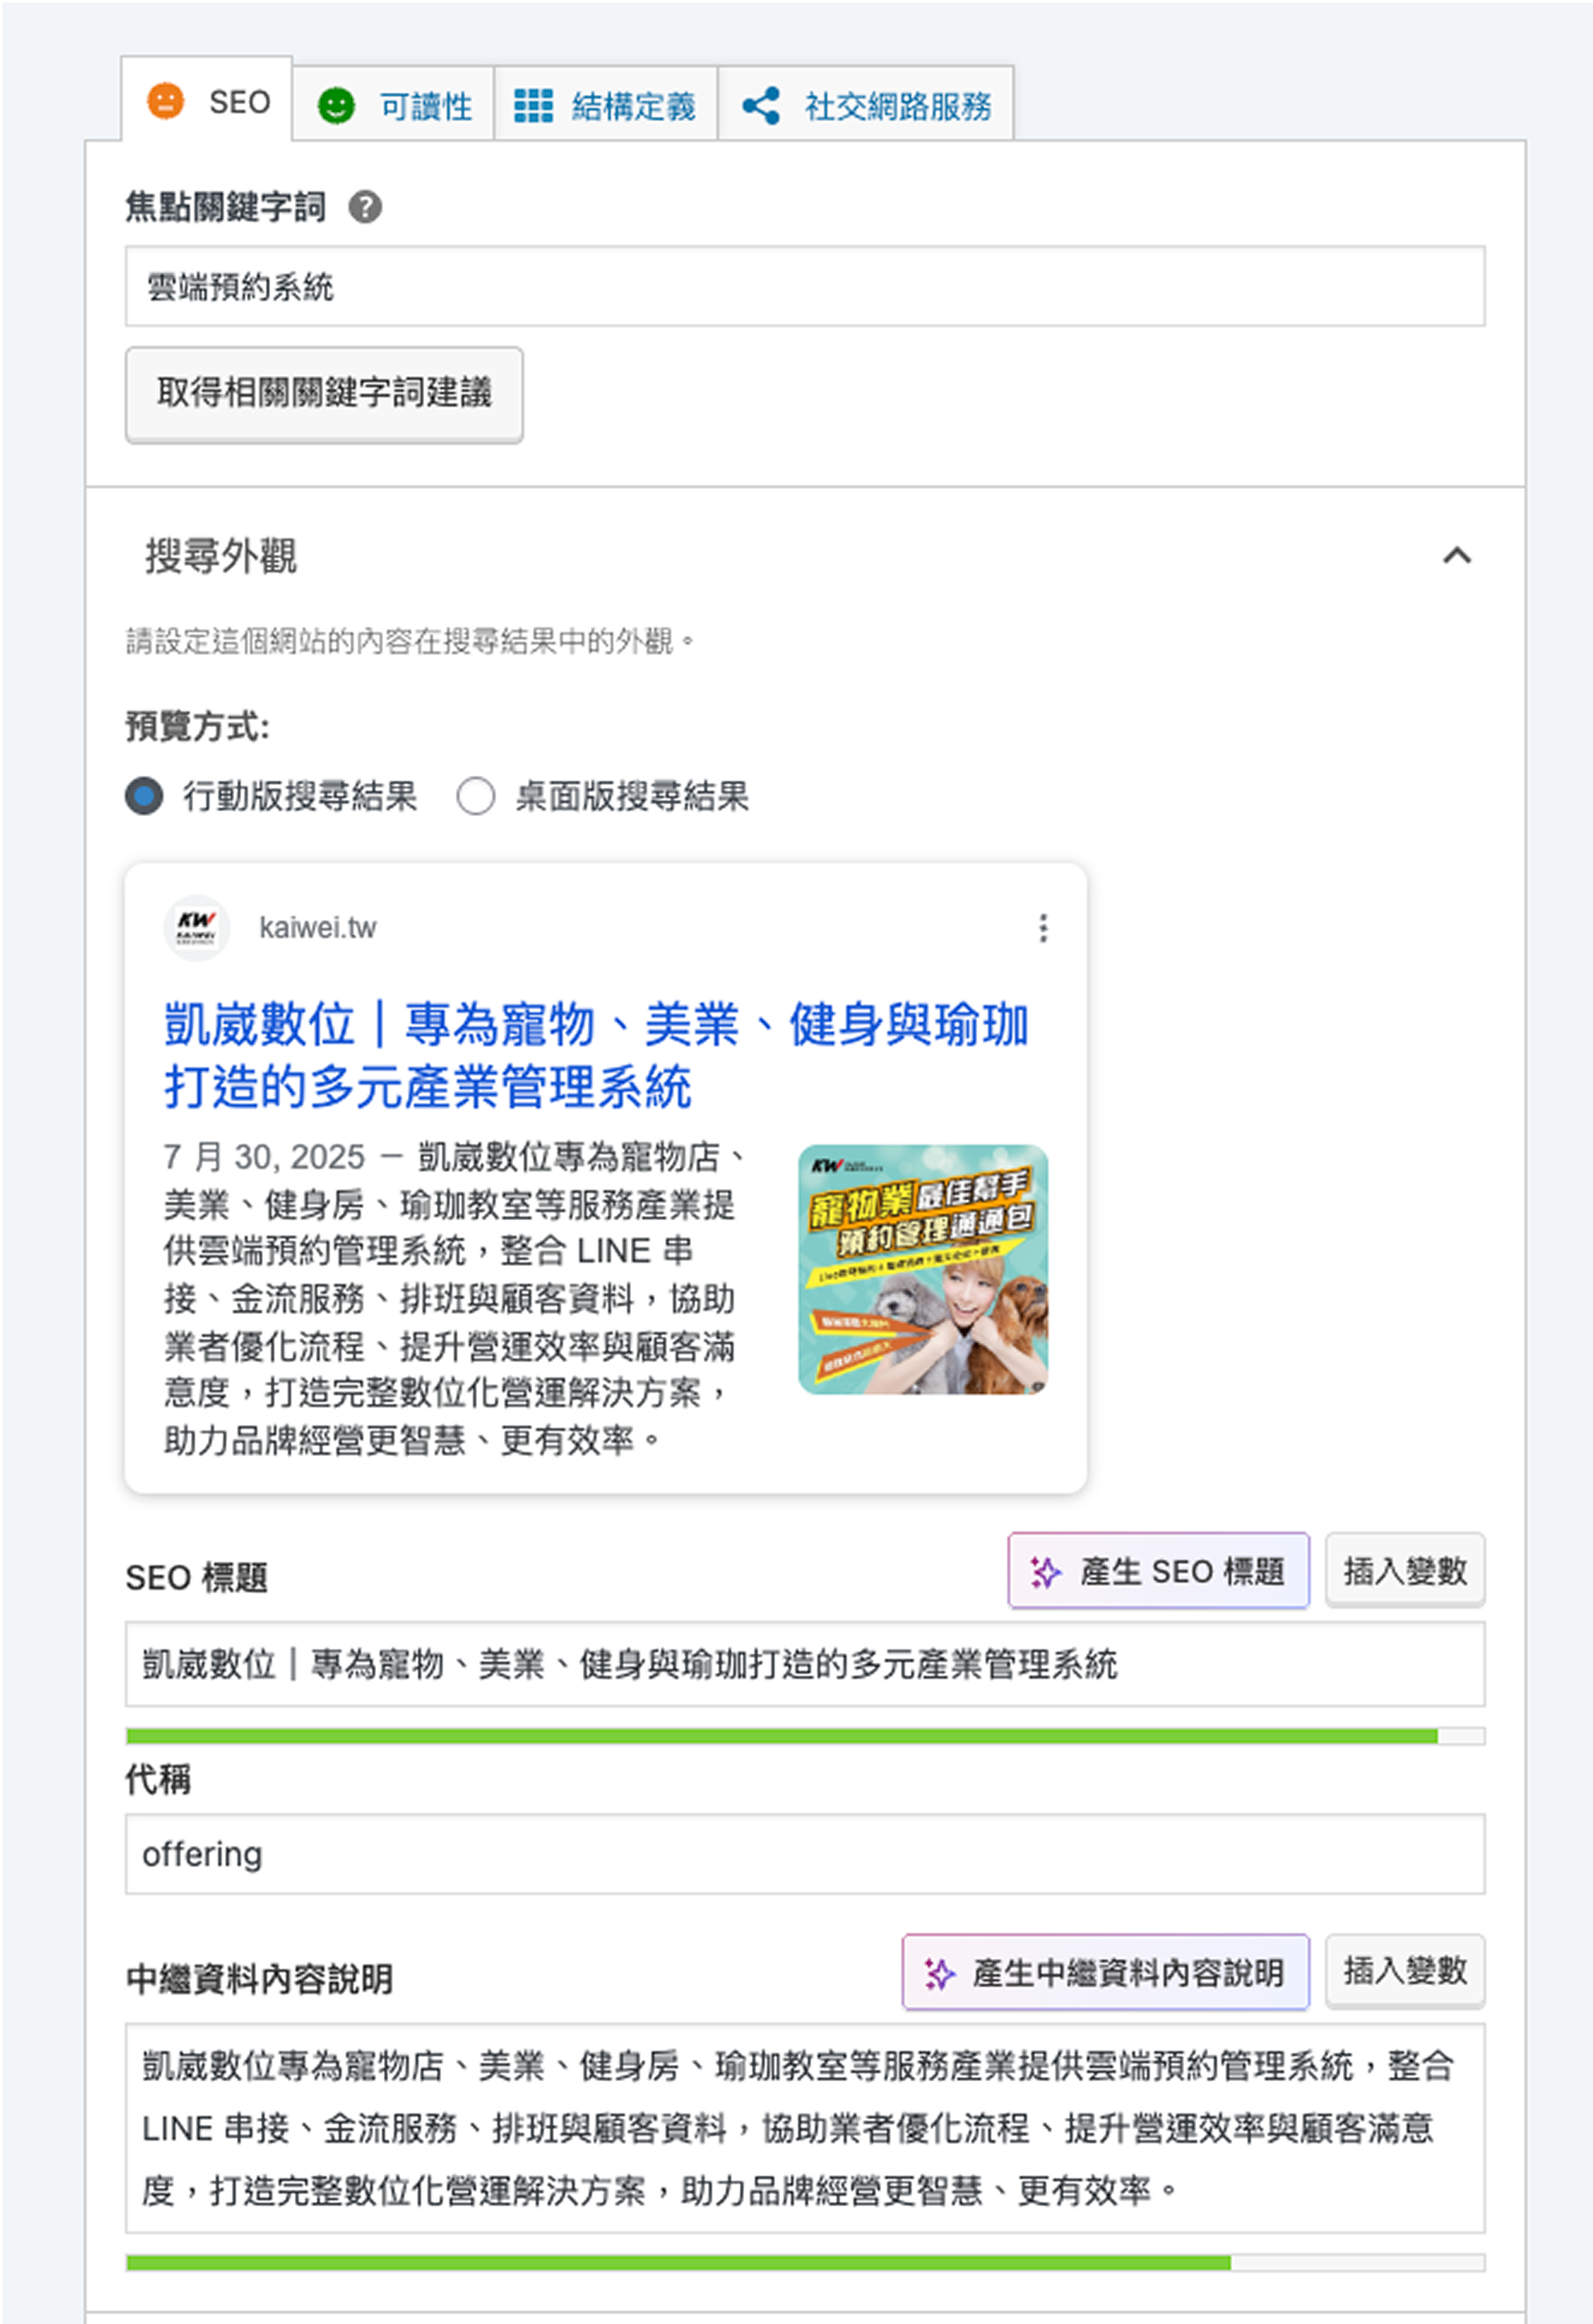 SEO
可讀性
結構定義
社交網路服務
焦點關鍵字詞 ?
雲端預約系統
取得相關關鍵字詞建議
搜尋外觀
請設定這個網站的內容在搜尋結果中的外觀。
預覽方式:
行動版搜尋結果
桌面版搜尋結果
KW
KAIWEI
kaiwei.tw
凱崴數位｜專為寵物、美業、健身與瑜珈
打造的多元產業管理系統
7 月 30, 2025 － 凱崴數位專為寵物店、
美業、健身房、瑜珈教室等服務產業提
供雲端預約管理系統，整合 LINE 串
接、金流服務、排班與顧客資料，協助
業者優化流程、提升營運效率與顧客滿
意度，打造完整數位化營運解決方案，
助力品牌經營更智慧、更有效率。
KW
寵物業最佳幫手
預約管理通通包
SEO 標題
產生 SEO 標題
插入變數
凱崴數位｜專為寵物、美業、健身與瑜珈打造的多元產業管理系統
代稱
offering
中繼資料內容說明
產生中繼資料內容說明
插入變數
凱崴數位專為寵物店、美業、健身房、瑜珈教室等服務產業提供雲端預約管理系統，整合
LINE 串接、金流服務、排班與顧客資料，協助業者優化流程、提升營運效率與顧客滿意
度，打造完整數位化營運解決方案，助力品牌經營更智慧、更有效率。